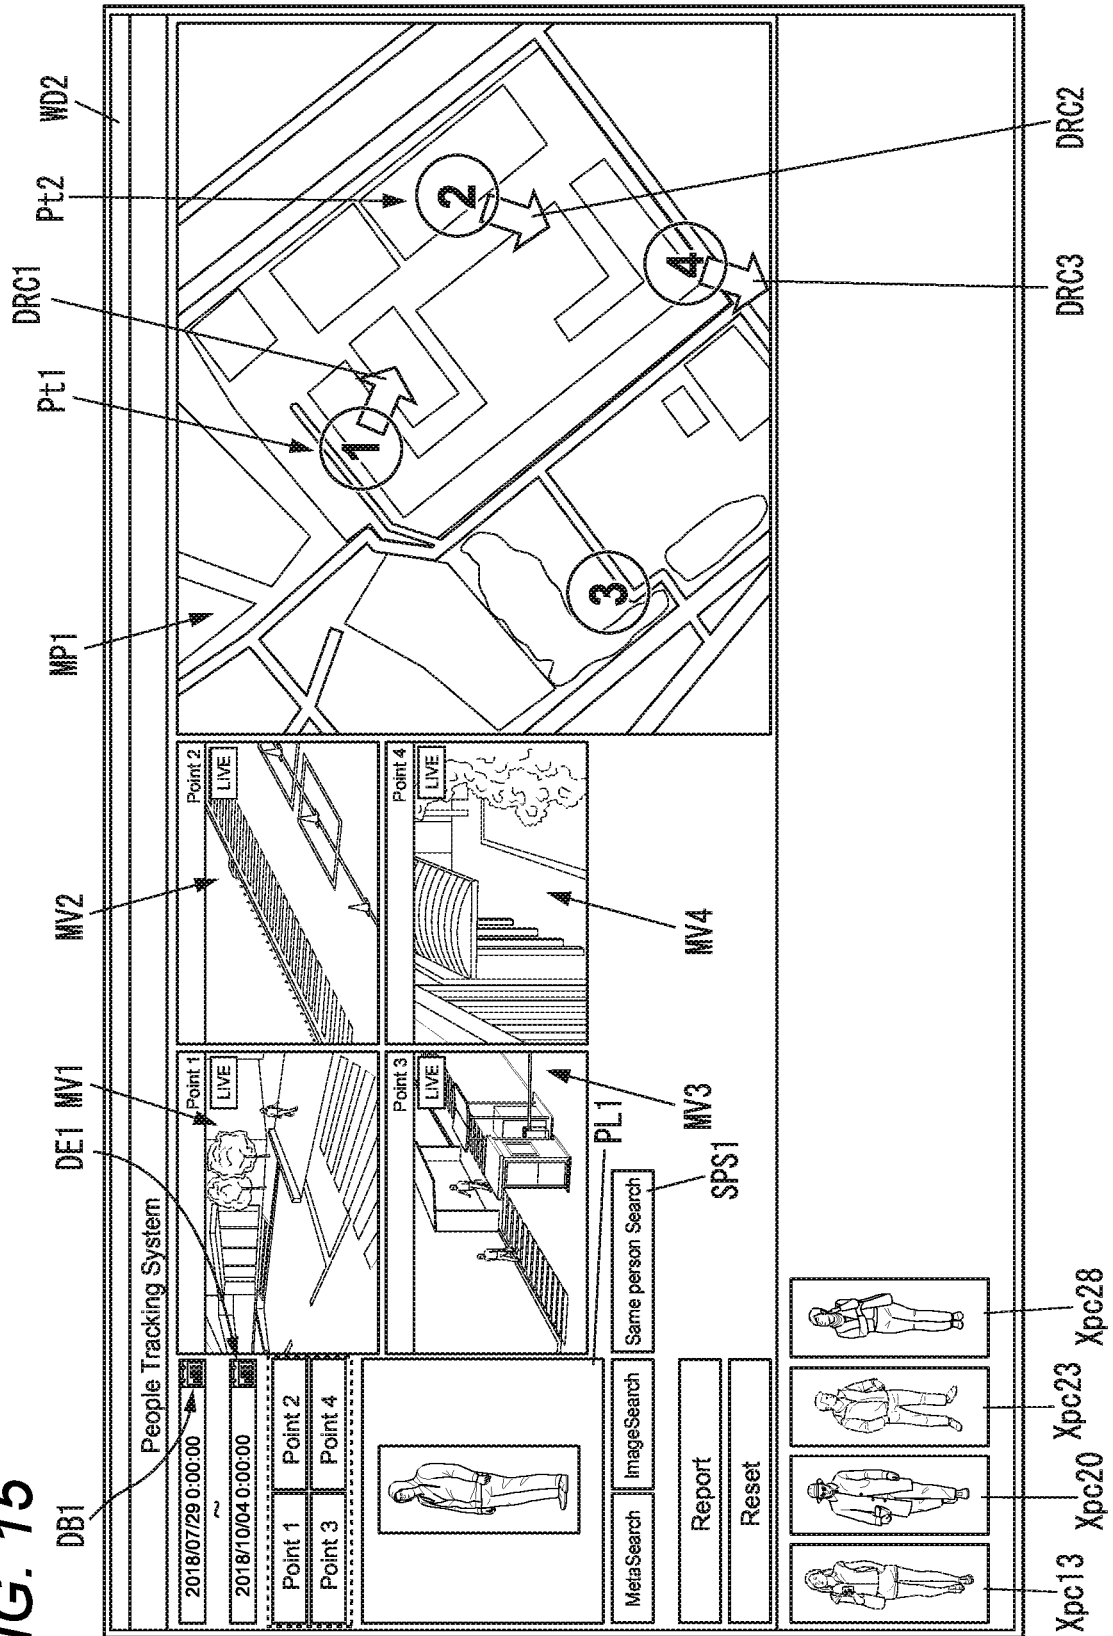 IG. 15
DB1
DE1 MV1
MV2
MP1
Pt1
DRC1
Pt2
WD2
People Tracking System
2018/07/29 0:00:00
~
2018/10/04 0:00:00
Point 1 Point 2
Point 3 Point 4
Point 1
LIVE
Point 2
LIVE
Point 3
LIVE
Point 4
LIVE
1
2
3
4
MetaSearch ImageSearch Same person Search
Report
Reset
PL1
MV3
SPS1
MV4
DRC2
DRC3
Xpc13 Xpc20 Xpc23 Xpc28